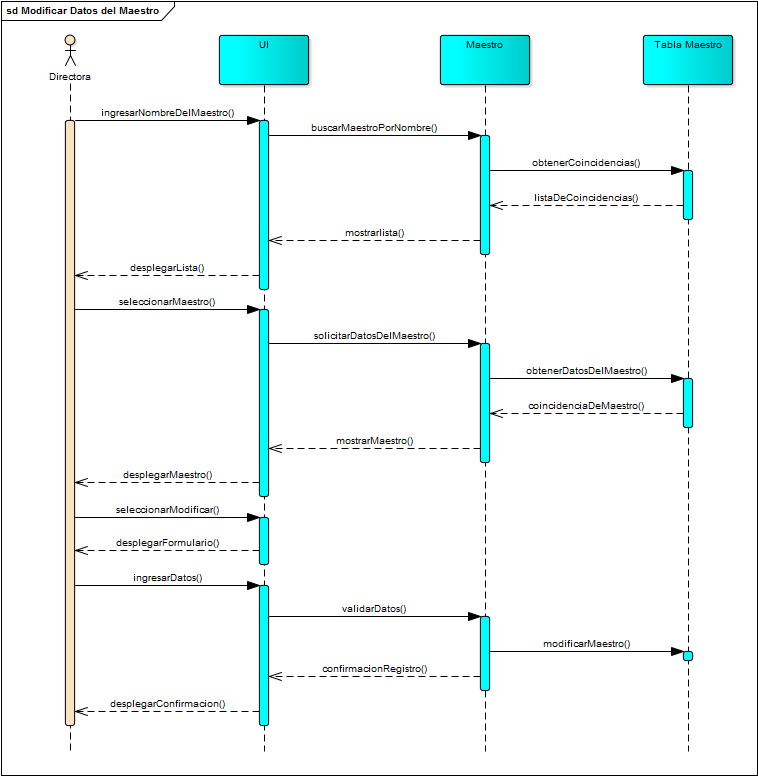 sd Modificar Datos del Maestro
UI
Maestro
Tabla Maestro
Directora
ingresarNombreDelMaestro()
buscarMaestroPorNombre()
obtenerCoincidencias()
listaDeCoincidencias()
mostrarlista()
desplegarLista()
seleccionarMaestro()
solicitarDatosDelMaestro()
obtenerDatosDelMaestro()
coincidenciaDeMaestro()
mostrarMaestro()
desplegarMaestro()
seleccionarModificar()
desplegarFormulario()
ingresarDatos()
validarDatos()
modificarMaestro()
confirmacionRegistro()
desplegarConfirmacion()